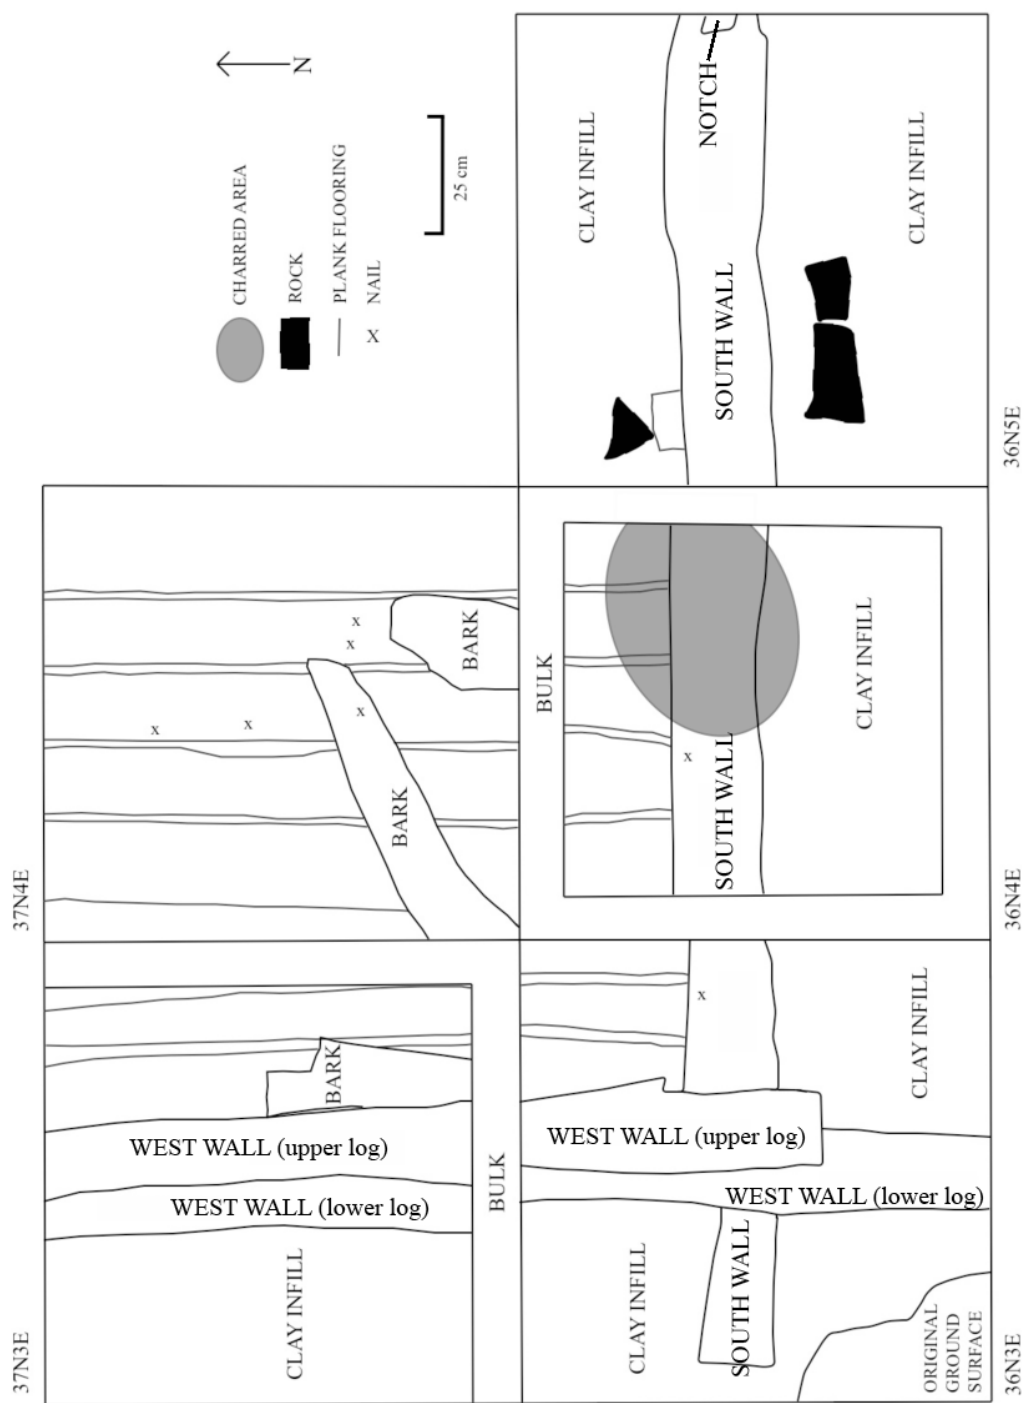 N
25 cm
CHARRED AREA
ROCK
PLANK FLOORING
x NAIL
NOTCH
CLAY INFILL
CLAY INFILL
SOUTH WALL
36N5E
x
x
x
x
x
BARK
BARK
37N4E
BULK
CLAY INFILL
x
SOUTH WALL
36N4E
BARK
WEST WALL (upper log)
WEST WALL (lower log)
CLAY INFILL
BULK
37N3E
x
CLAY INFILL
WEST WALL (upper log)
WEST WALL (lower log)
CLAY INFILL
SOUTH WALL
ORIGINAL
GROUND
SURFACE
36N3E